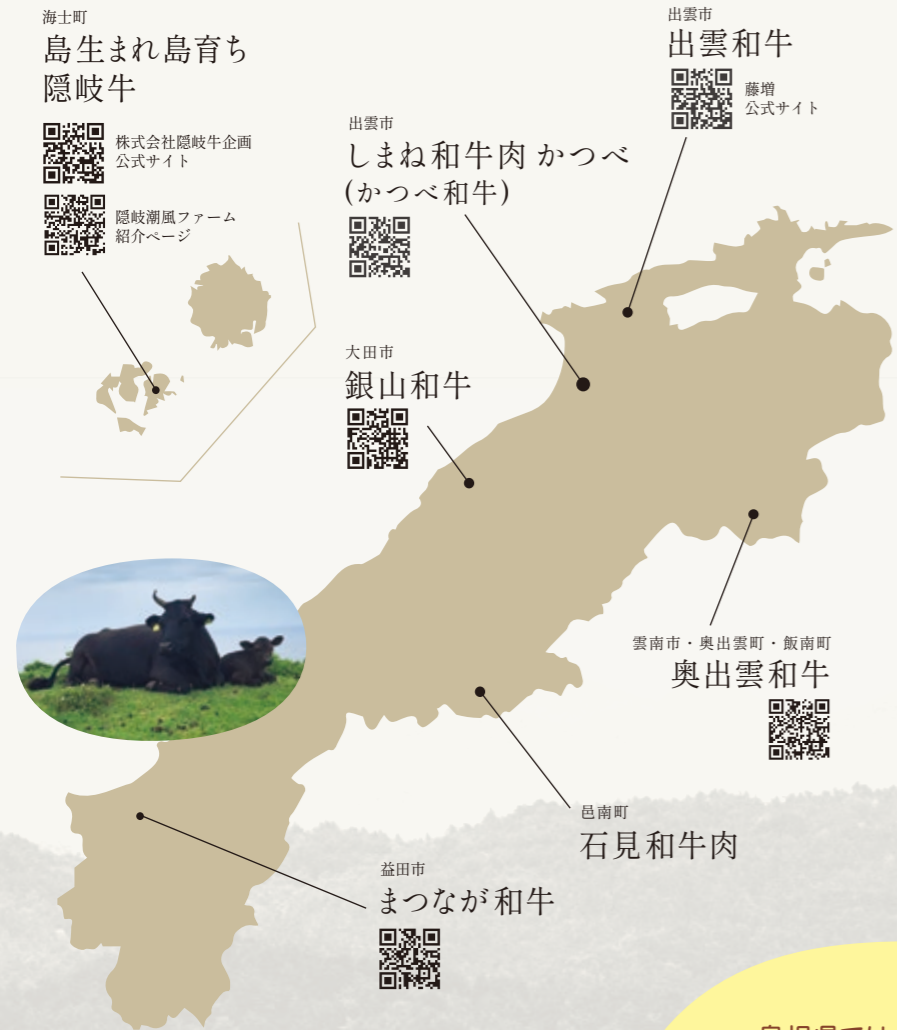 海士町
島生まれ島育ち
隠岐牛
株式会社隠岐牛企画
公式サイト
隠岐潮風ファーム
紹介ページ
出雲市
出雲和牛
藤増
公式サイト
出雲市
しまね和牛肉 かつべ
(かつべ和牛)
大田市
銀山和牛
雲南市・奥出雲町・飯南町
奥出雲和牛
邑南町
石見和牛肉
益田市
まつなが和牛